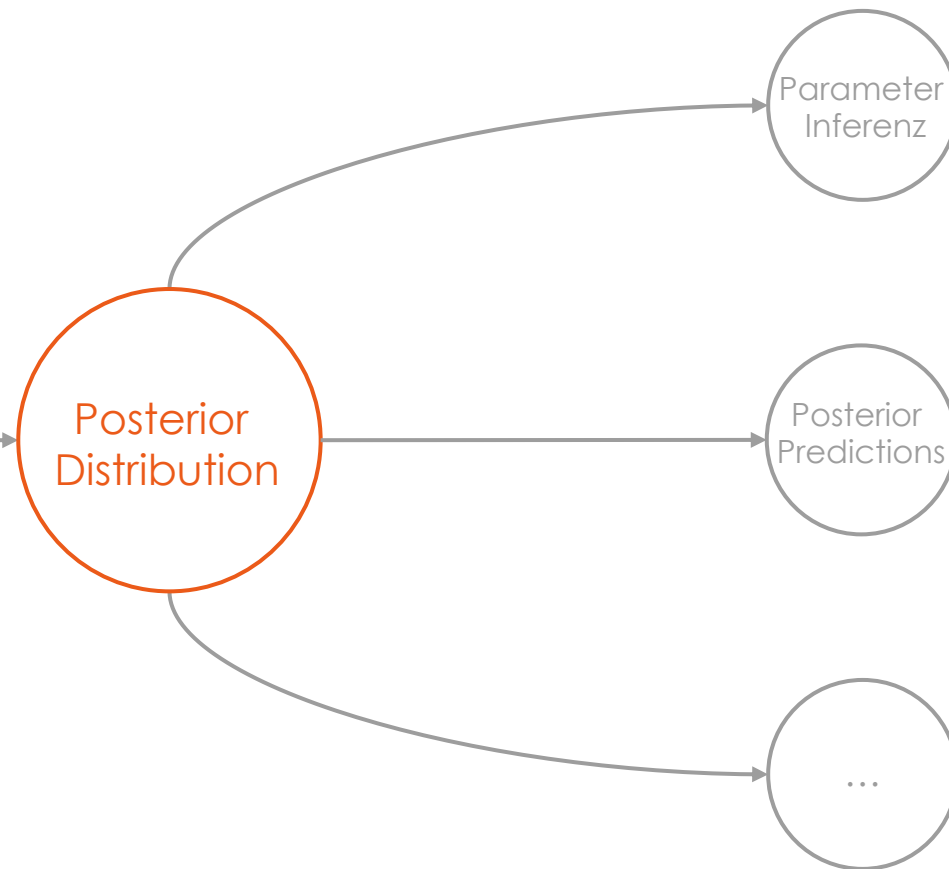 Parameter
Inferenz
Posterior
Distribution
Posterior
Predictions
...